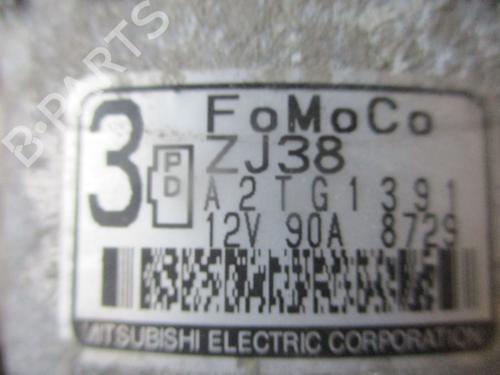 B-PARTS
3
PD
FoMoCo
ZJ38
A2TG1391
12V 90A 8729
MITSUBISHI ELECTRIC CORPORATION